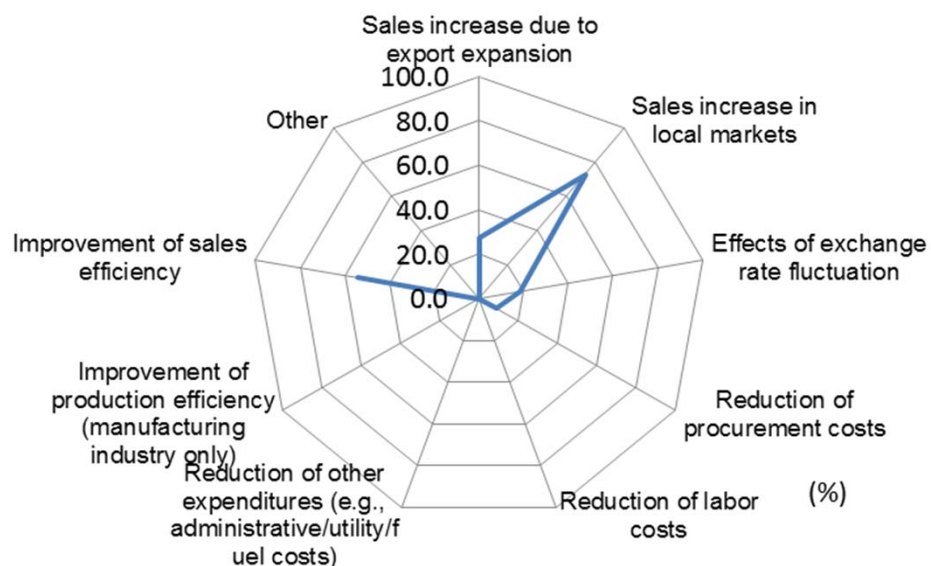 Sales increase due to
export expansion
100.0
80.0
60.0
40.0
20.0
0.0
Sales increase in
local markets
Effects of exchange
rate fluctuation
Reduction of
procurement costs
(%)
Reduction of labor
costs
Reduction of other
expenditures (e.g.,
administrative/utility/f
uel costs)
Improvement of
production efficiency
(manufacturing
industry only)
Improvement of sales
efficiency
Other